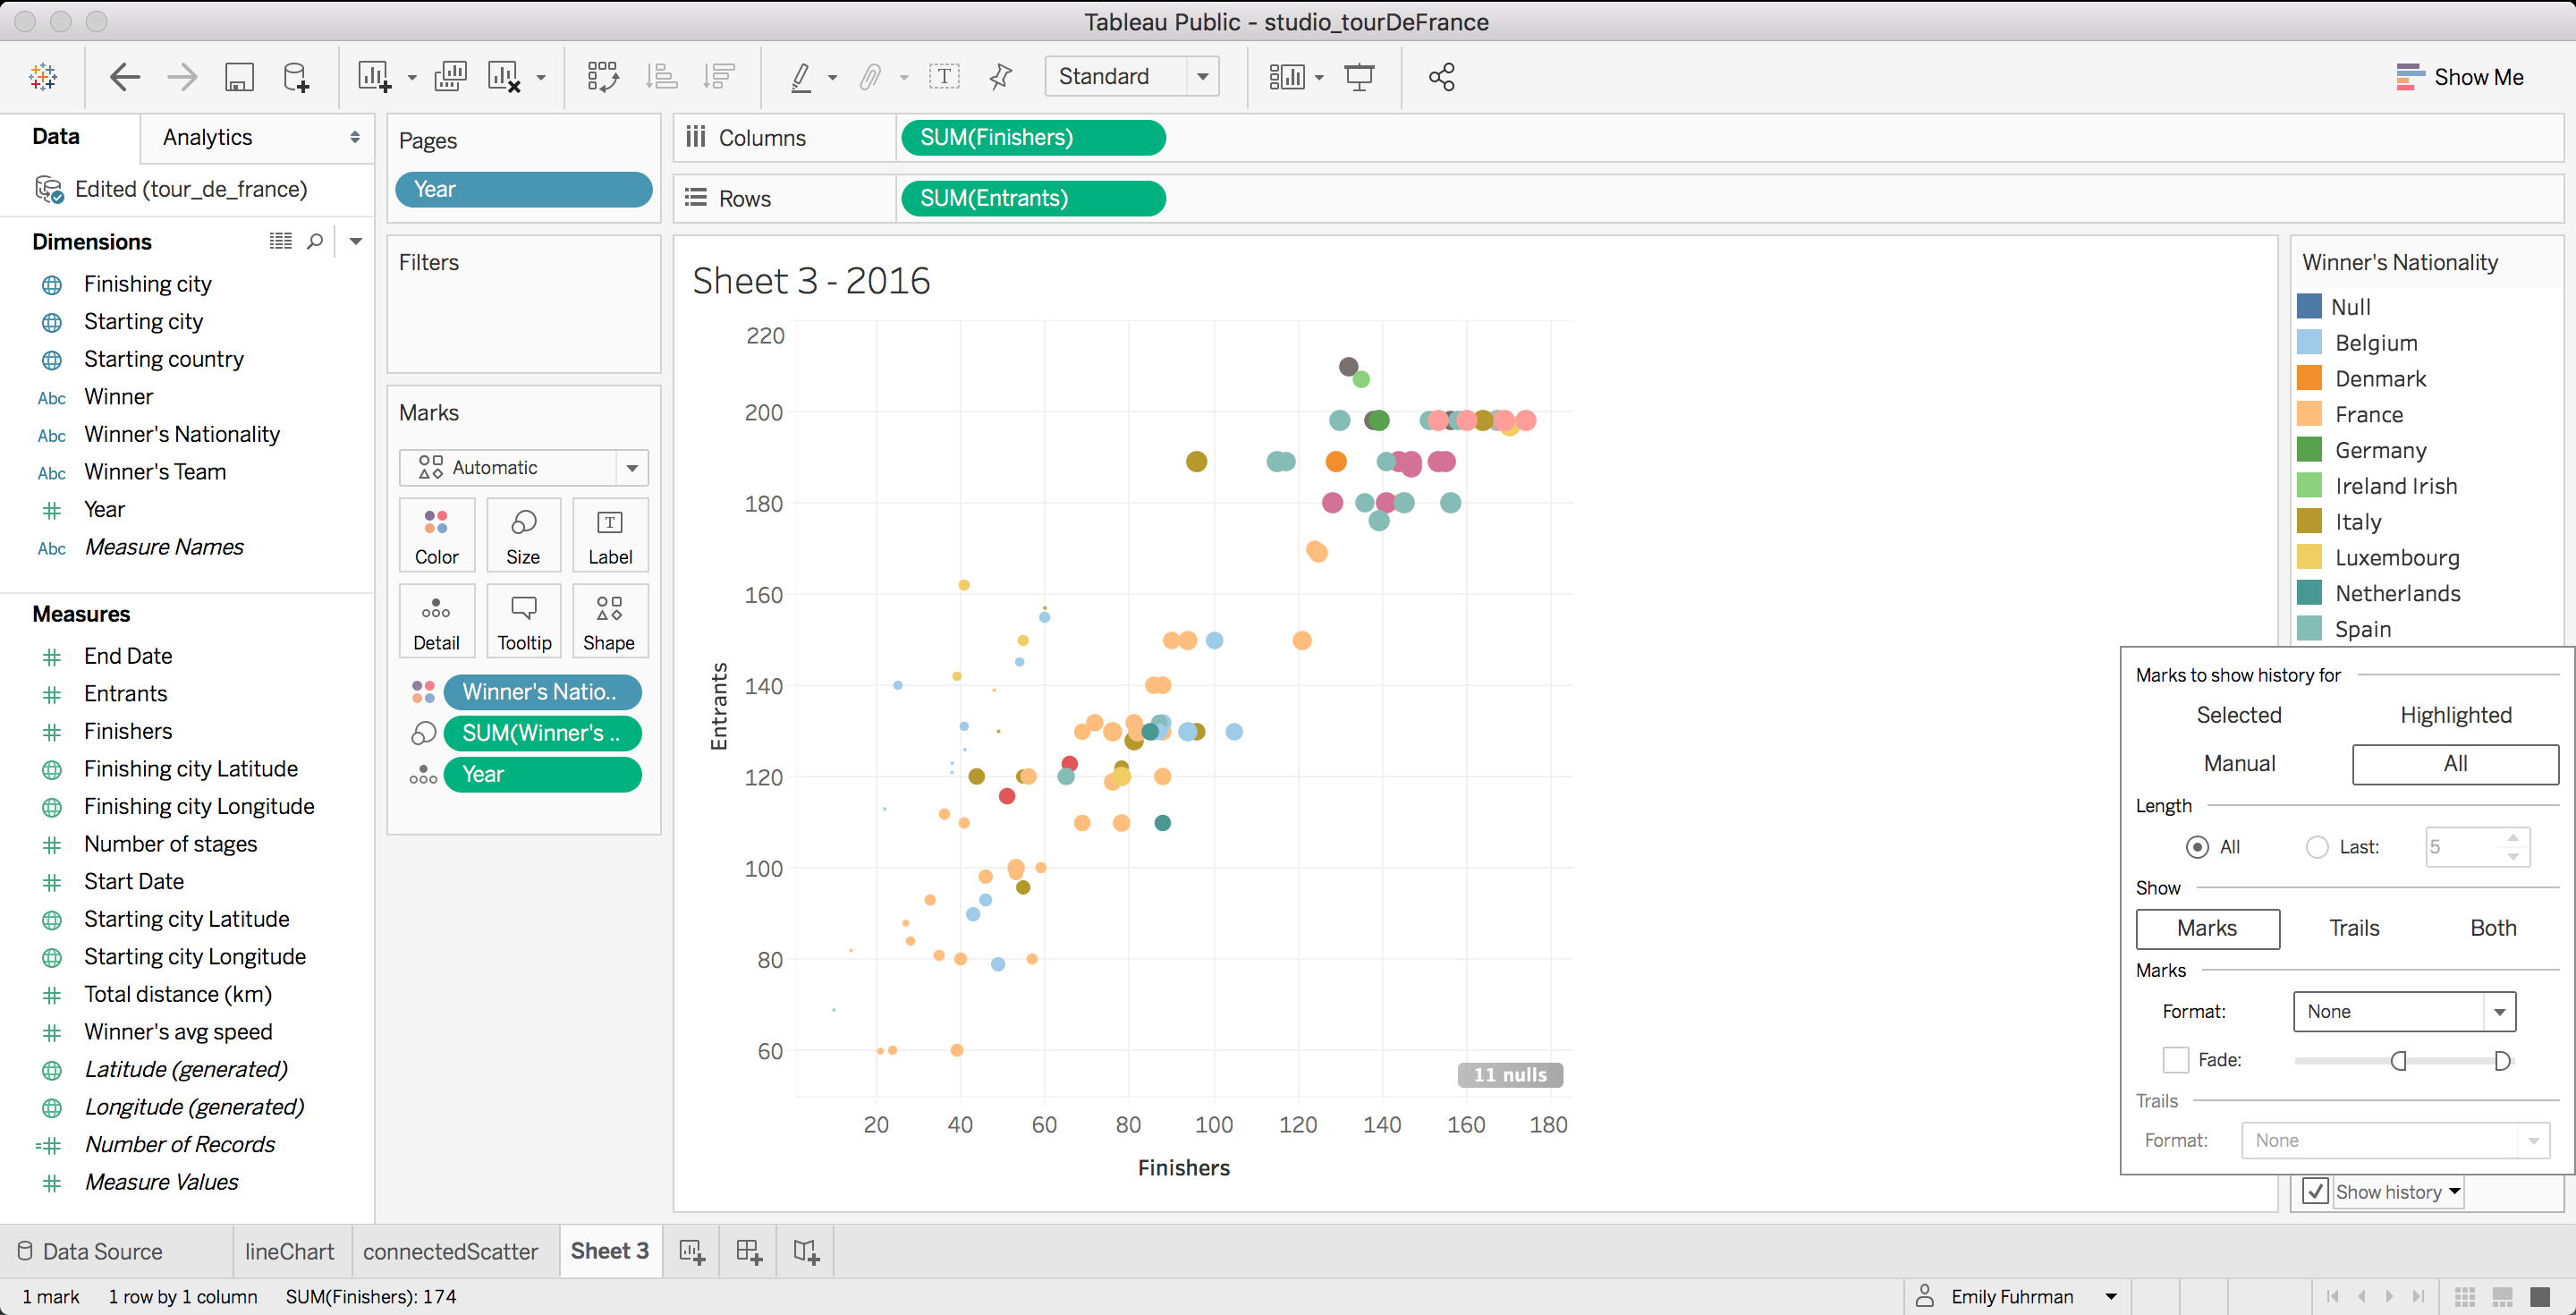 Tableau Public - studio_tourDeFrance
Standard
Show Me
Data
Analytics
Edited (tour_de_france)
Dimensions
Finishing city
Starting city
Starting country
Abc Winner
Abc Winner's Nationality
Abc Winner's Team
Year
Abc Measure Names
Measures
End Date
Entrants
Finishers
Finishing city Latitude
Finishing city Longitude
Number of stages
Start Date
Starting city Latitude
Starting city Longitude
Total distance (km)
Winner's avg speed
Latitude (generated)
Longitude (generated)
Number of Records
Measure Values
Pages
Year
Filters
Marks
Automatic
Color Size Label
Detail Tooltip Shape
Winner's Natio..
SUM(Winner's ..
Year
Columns SUM(Finishers)
Rows SUM(Entrants)
Sheet 3 - 2016
220
200
180
160
140
120
100
80
60
Entrants
11 nulls
20 40 60 80 100 120 140 160 180
Finishers
Winner's Nationality
Null
Belgium
Denmark
France
Germany
Ireland Irish
Italy
Luxembourg
Netherlands
Spain
Marks to show history for
Selected Highlighted
Manual All
Length
All Last: 5
Show
Marks Trails Both
Marks
Format: None
Fade:
Trails
Format: None
Show history
Data Source lineChart connectedScatter Sheet 3
1 mark 1 row by 1 column SUM(Finishers): 174
Emily Fuhrman